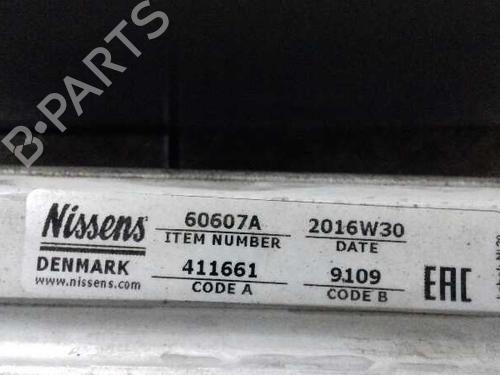 B-PARTS
Nissens
60607A
2016W30
ITEM NUMBER
DATE
DENMARK
411661
9109
www.nissens.com
CODE A
CODE B
EAC